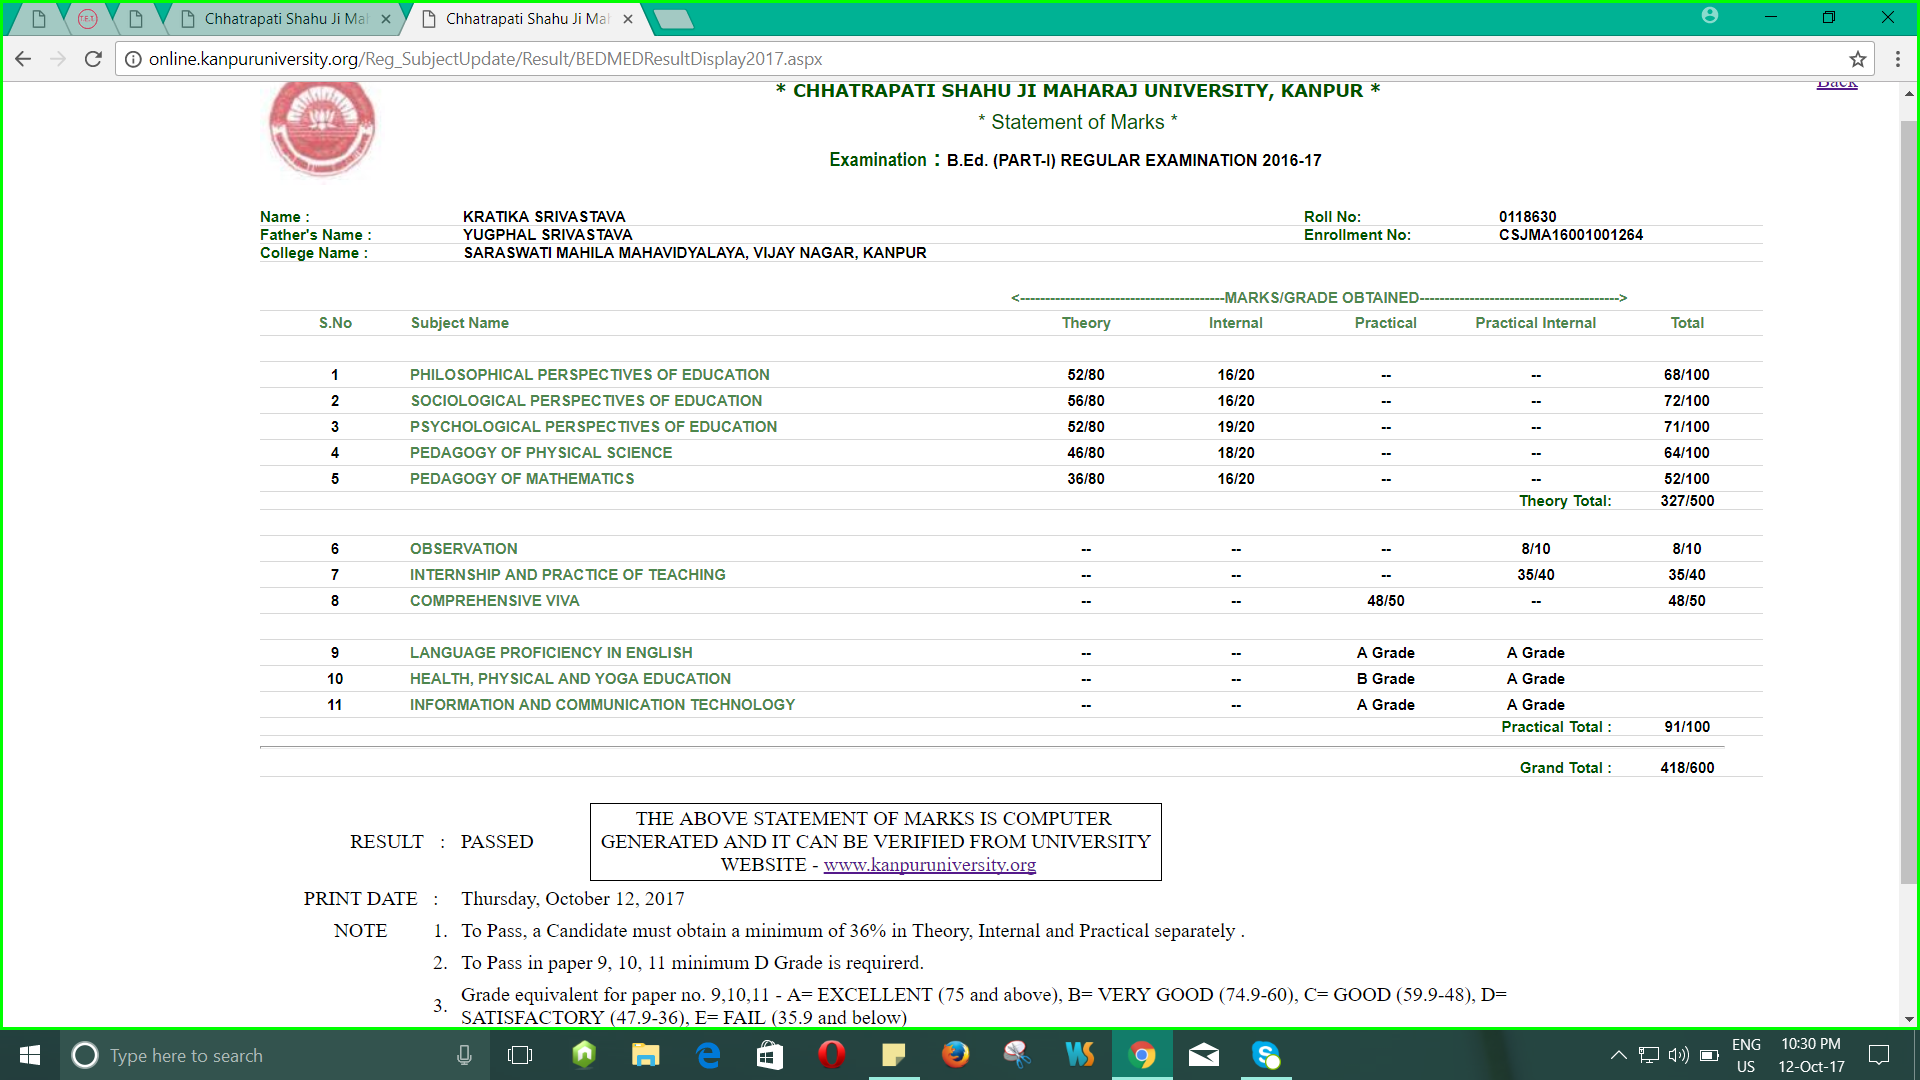 Chhatrapati Shahu Ji Mah
Chhatrapati Shahu Ji Mah
online.kanpuruniversity.org/Reg_SubjectUpdate/Result/BEDMEDResultDisplay2017.aspx
Back
* CHHATRAPATI SHAHU JI MAHARAJ UNIVERSITY, KANPUR *
* Statement of Marks *
Examination : B.Ed. (PART-I) REGULAR EXAMINATION 2016-17
Name : KRATIKA SRIVASTAVA Roll No: 0118630
Father's Name : YUGPHAL SRIVASTAVA Enrollment No: CSJMA16001001264
College Name : SARASWATI MAHILA MAHAVIDYALAYA, VIJAY NAGAR, KANPUR
<-----------------------------------------MARKS/GRADE OBTAINED---------------------------------------->
S.No Subject Name Theory Internal Practical Practical Internal Total
1 PHILOSOPHICAL PERSPECTIVES OF EDUCATION 52/80 16/20 -- -- 68/100
2 SOCIOLOGICAL PERSPECTIVES OF EDUCATION 56/80 16/20 -- -- 72/100
3 PSYCHOLOGICAL PERSPECTIVES OF EDUCATION 52/80 19/20 -- -- 71/100
4 PEDAGOGY OF PHYSICAL SCIENCE 46/80 18/20 -- -- 64/100
5 PEDAGOGY OF MATHEMATICS 36/80 16/20 -- -- 52/100
Theory Total: 327/500
6 OBSERVATION -- -- -- 8/10 8/10
7 INTERNSHIP AND PRACTICE OF TEACHING -- -- -- 35/40 35/40
8 COMPREHENSIVE VIVA -- -- 48/50 -- 48/50
9 LANGUAGE PROFICIENCY IN ENGLISH -- -- A Grade A Grade
10 HEALTH, PHYSICAL AND YOGA EDUCATION -- -- B Grade A Grade
11 INFORMATION AND COMMUNICATION TECHNOLOGY -- -- A Grade A Grade
Practical Total : 91/100
Grand Total : 418/600
RESULT : PASSED
THE ABOVE STATEMENT OF MARKS IS COMPUTER
GENERATED AND IT CAN BE VERIFIED FROM UNIVERSITY
WEBSITE - www.kanpuruniversity.org
PRINT DATE : Thursday, October 12, 2017
NOTE 1. To Pass, a Candidate must obtain a minimum of 36% in Theory, Internal and Practical separately .
2. To Pass in paper 9, 10, 11 minimum D Grade is requirerd.
3. Grade equivalent for paper no. 9,10,11 - A= EXCELLENT (75 and above), B= VERY GOOD (74.9-60), C= GOOD (59.9-48), D=
SATISFACTORY (47.9-36), E= FAIL (35.9 and below)
Type here to search
ENG
US
10:30 PM
12-Oct-17